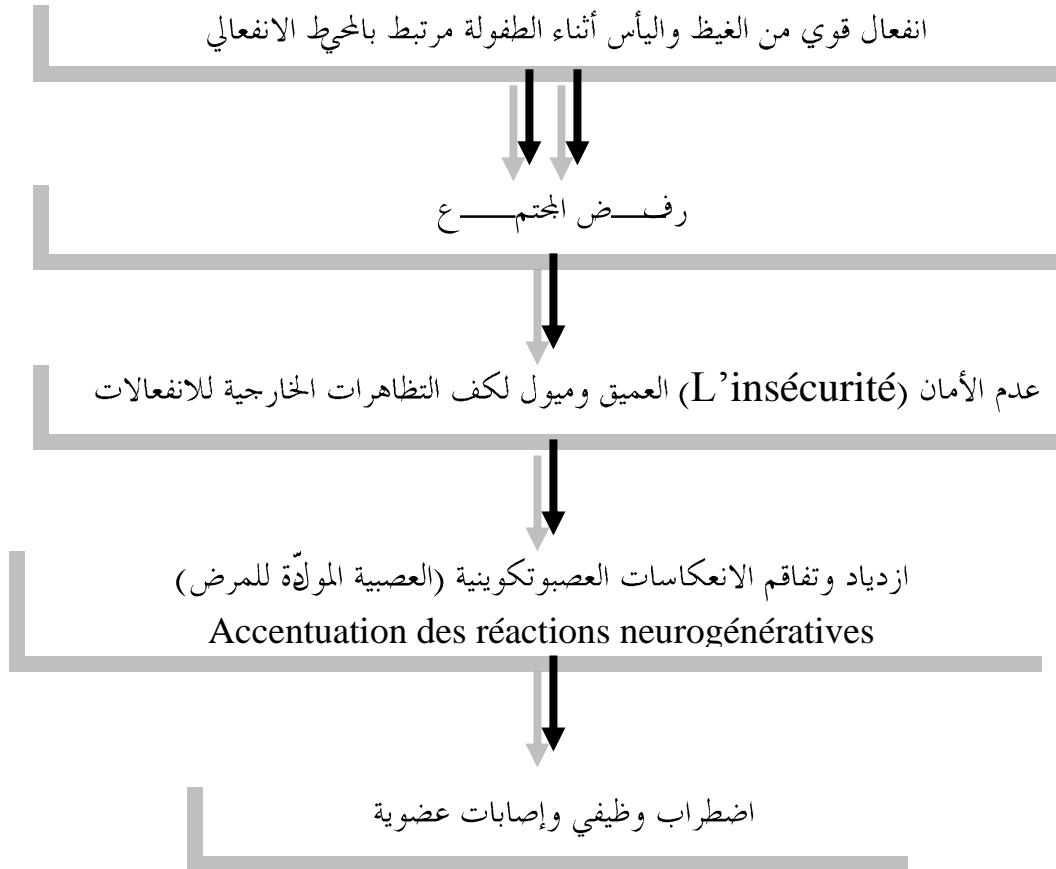 انفعال قوي من الغيظ واليأس أثناء الطفولة مرتبط بالمحيط الانفعالي
رفـــض المجتمـــــع
عدم الأمان (L’insécurité) العميق وميول لكف التظاهرات الخارجية للانفعالات
ازدياد وتفاقم الانعكاسات العصبوتكوينية (العصبية المولّدة للمرض)
Accentuation des réactions neurogénératives
اضطراب وظيفي وإصابات عضوية